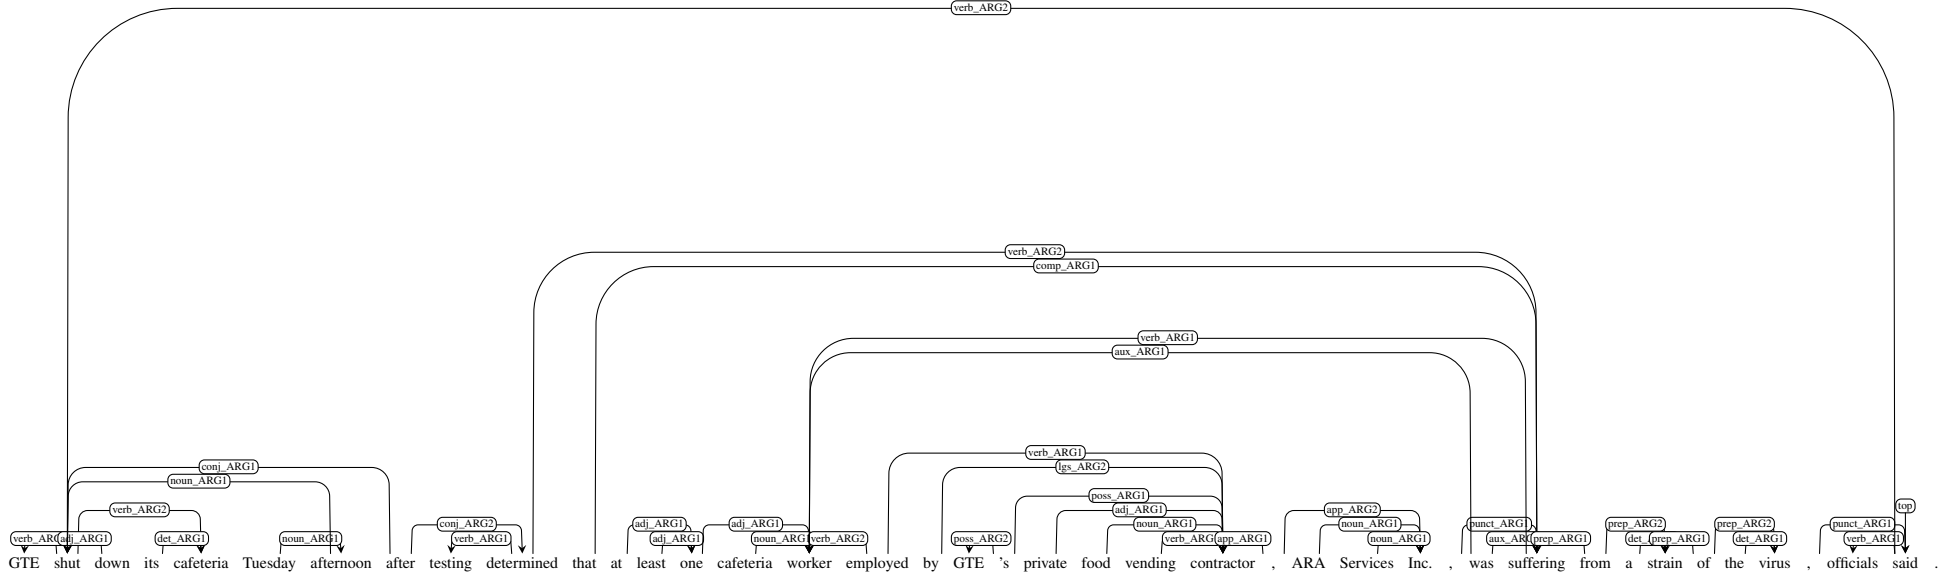 verb_ARG2
verb_ARG2
comp_ARG1
verb_ARG1
aux_ARG1
verb_ARG1
conj_ARG1 lgs_ARG2
noun_ARG1
poss_ARG1
top
verb_ARG2 adj_ARG1 app_ARG2
conj_ARG2 adj_ARG1 adj_ARG1 noun_ARG1 noun_ARG1 punct_ARG1 prep_ARG2 prep_ARG2 punct_ARG1
adj_ARG1 det_ARG1 noun_ARG1 verb_ARG1 adj_ARG1 noun_ARG1 verb_ARG2 poss_ARG2 app_ARG1 noun_ARG1 prep_ARG1 prep_ARG1 det_ARG1 verb_ARG1
GTE shut down its cafeteria Tuesday afternoon after testing determined that at least one cafeteria worker employed by GTE 's private food vending contractor , ARA Services Inc. , was suffering from a strain of the virus , officials said .